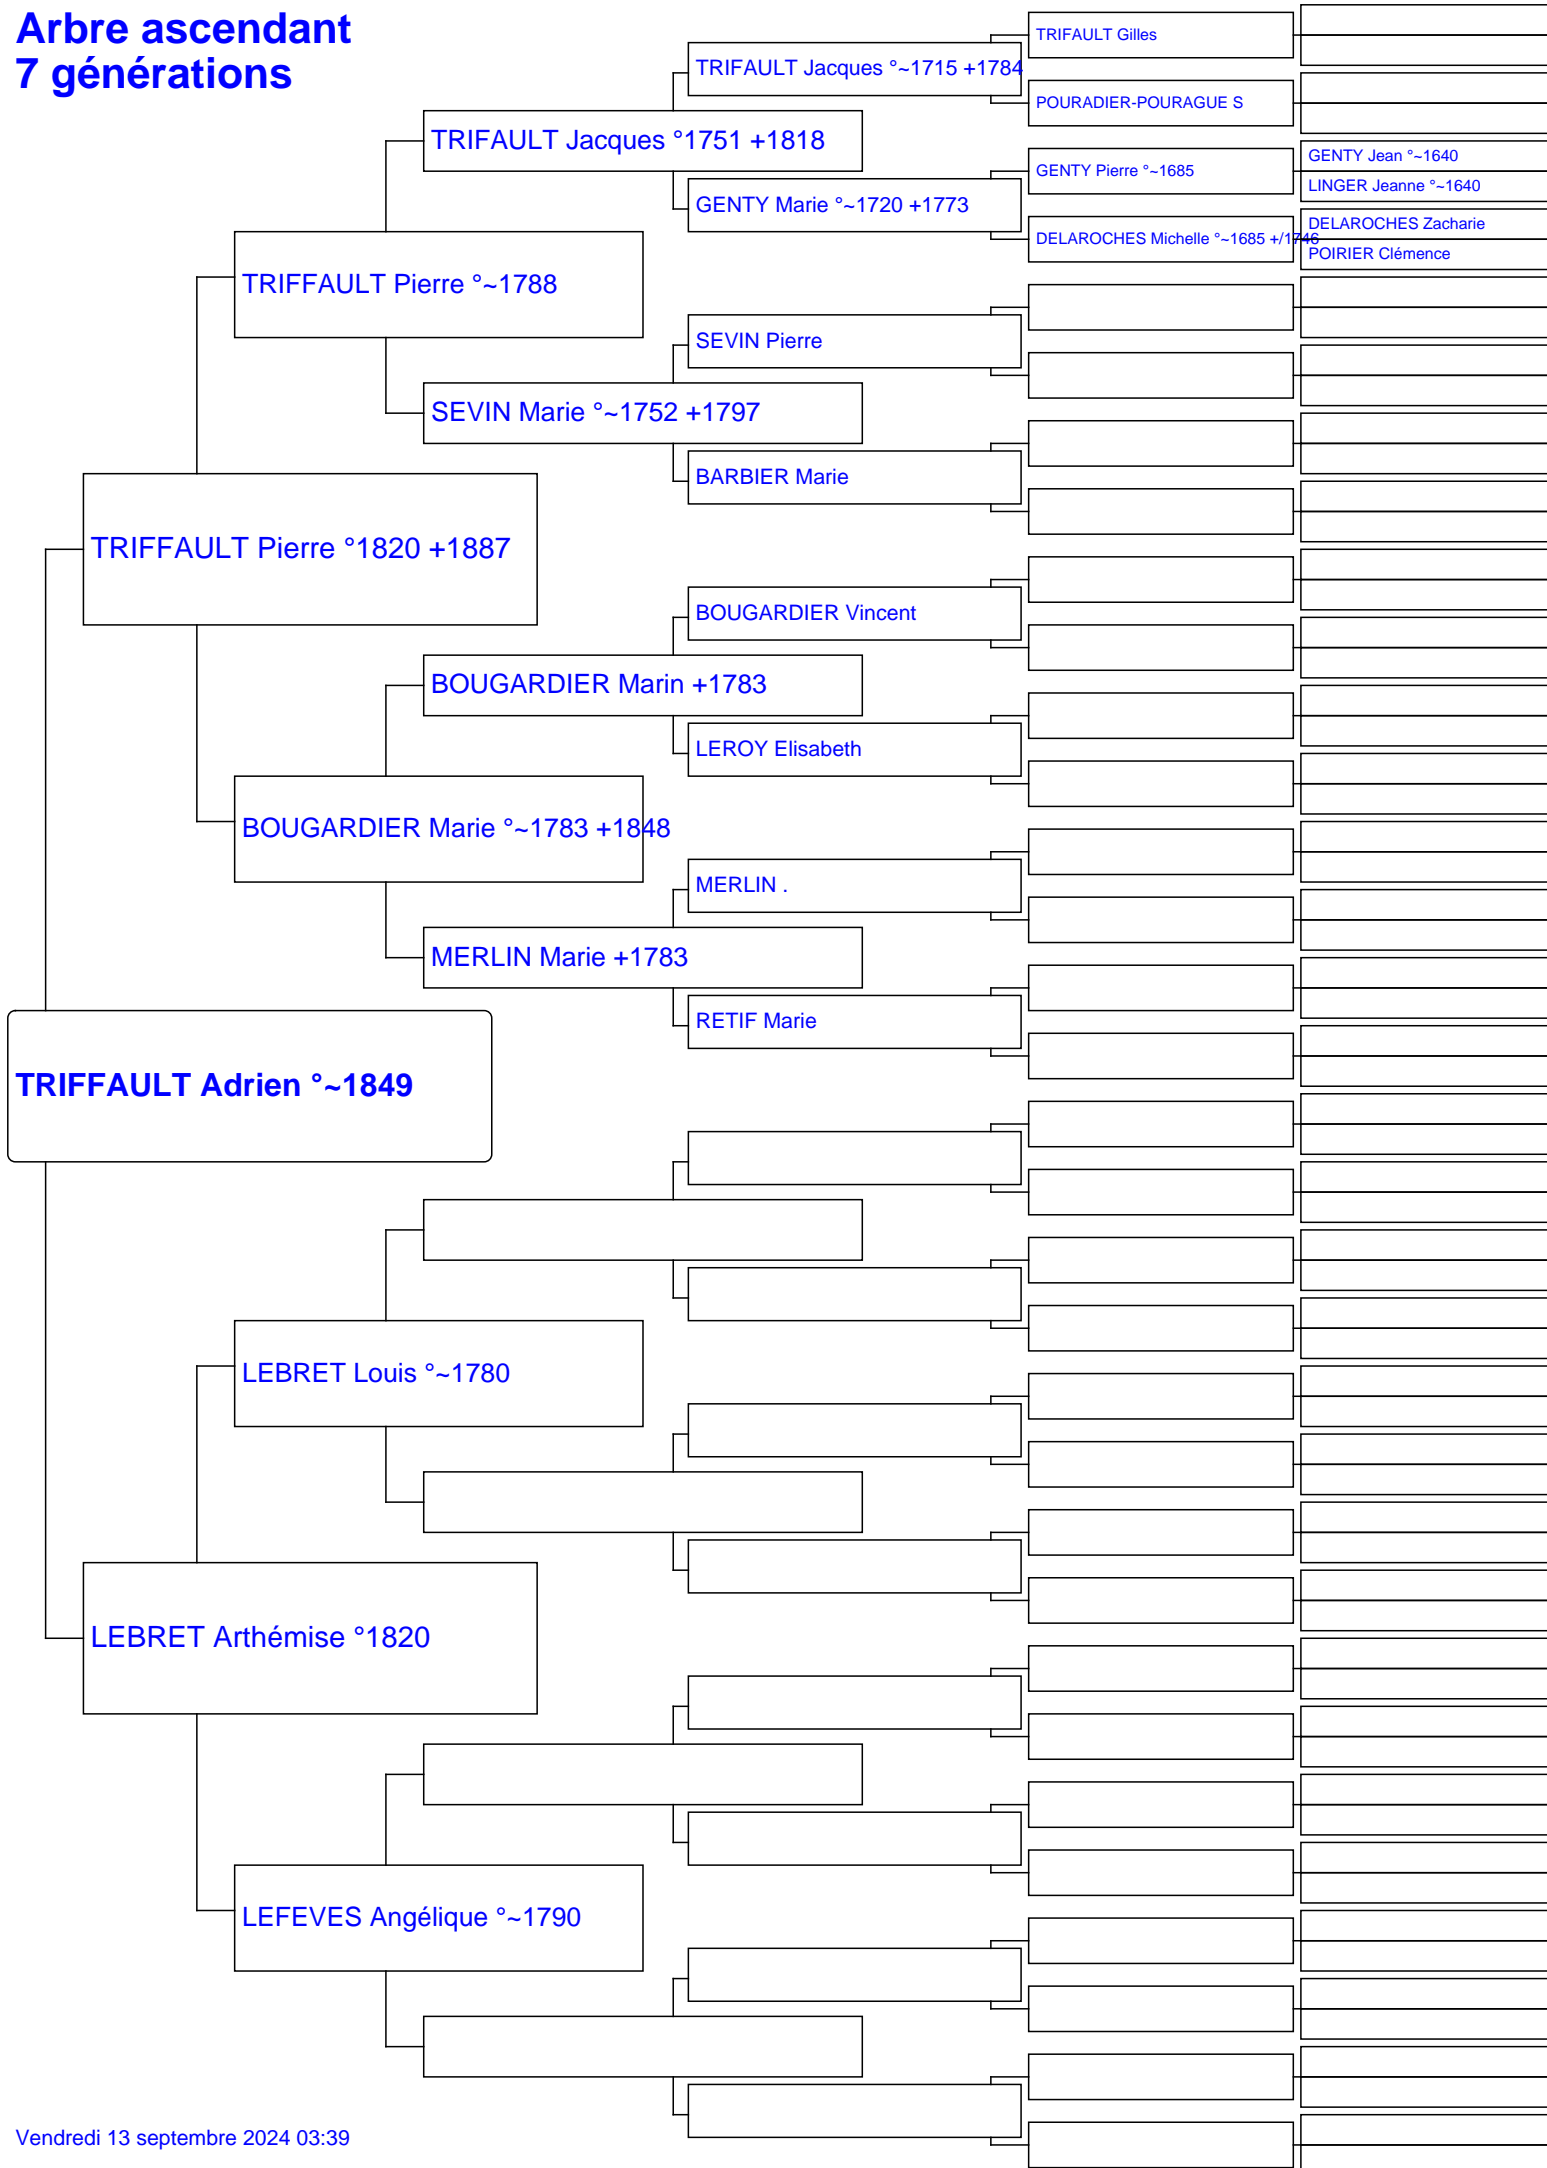 Arbre ascendant
7 générations
TRIFAULT Gilles
TRIFAULT Jacques °~1715 +1784
POURADIER-POURAGUE S
TRIFAULT Jacques °1751 +1818
GENTY Jean °~1640
GENTY Pierre °~1685
LINGER Jeanne °~1640
GENTY Marie °~1720 +1773
DELAROCHES Zacharie
DELAROCHES Michelle °~1685 +/1746
POIRIER Clémence
TRIFFAULT Pierre °~1788
SEVIN Pierre
SEVIN Marie °~1752 +1797
BARBIER Marie
TRIFFAULT Pierre °1820 +1887
BOUGARDIER Vincent
BOUGARDIER Marin +1783
LEROY Elisabeth
BOUGARDIER Marie °~1783 +1848
MERLIN .
MERLIN Marie +1783
RETIF Marie
TRIFFAULT Adrien °~1849
LEBRET Louis °~1780
LEBRET Arthémise °1820
LEFEVES Angélique °~1790
Vendredi 13 septembre 2024 03:39